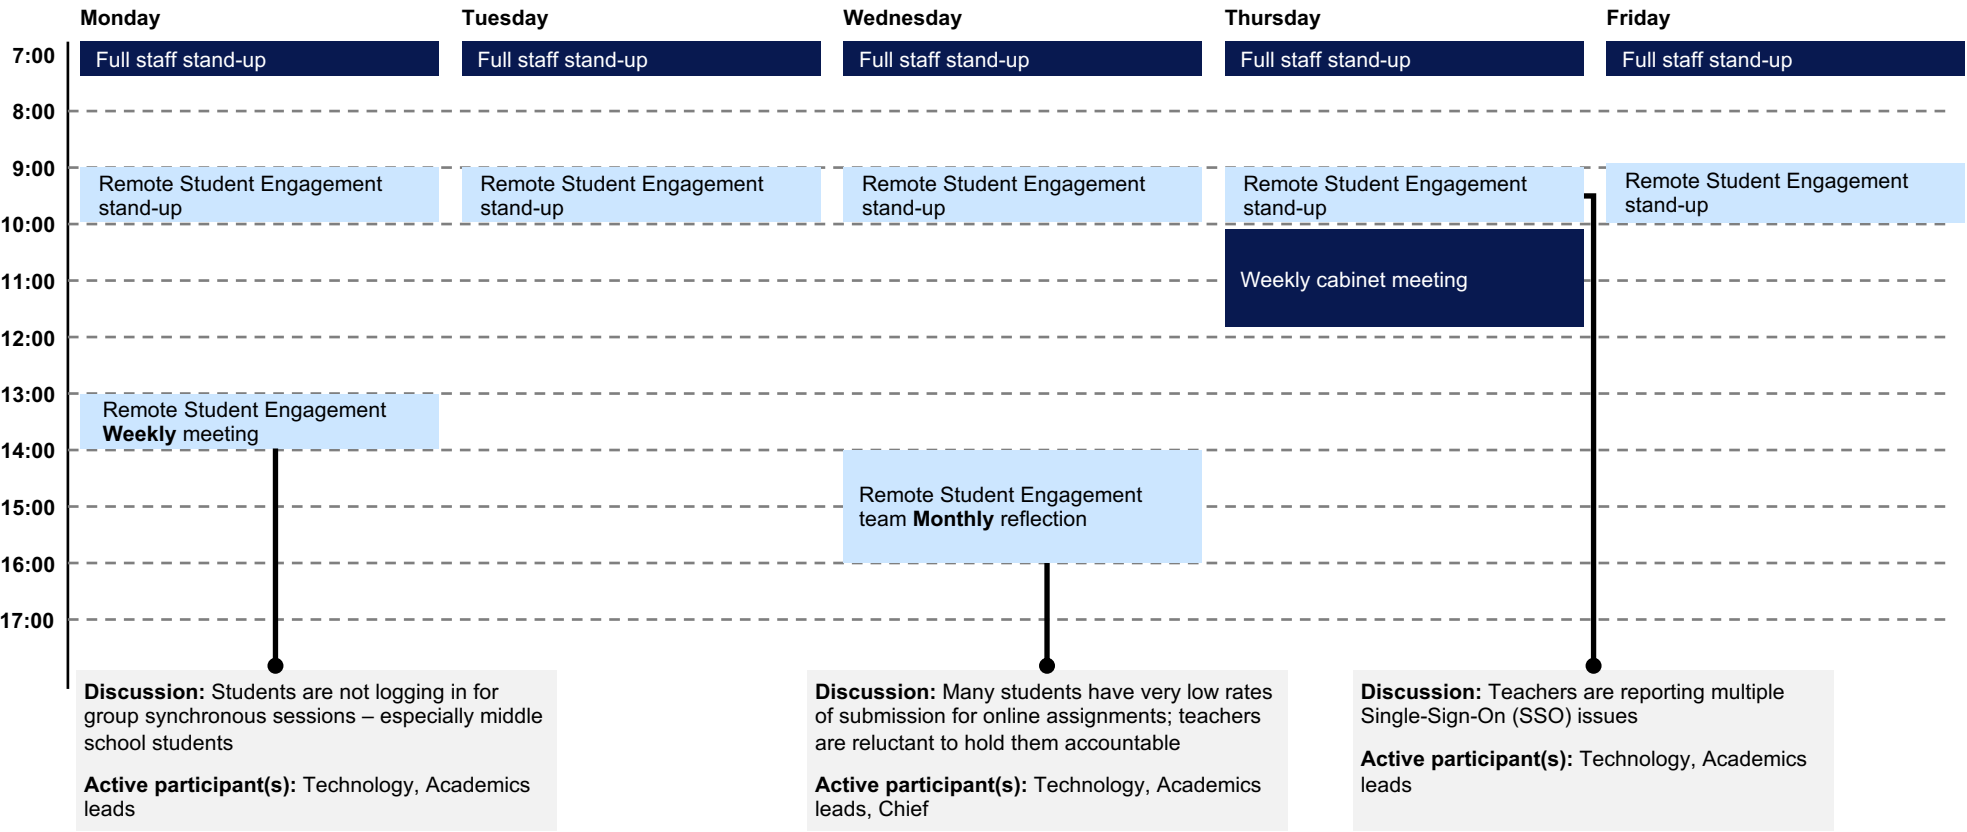 Monday Tuesday Wednesday Thursday Friday
7:00 Full staff stand-up Full staff stand-up Full staff stand-up Full staff stand-up Full staff stand-up
8:00
9:00
Remote Student Engagement
stand-up
Remote Student Engagement
stand-up
Remote Student Engagement
stand-up
Remote Student Engagement
stand-up
Remote Student Engagement
stand-up
10:00
11:00 Weekly cabinet meeting
12:00
13:00
Remote Student Engagement
Weekly meeting
14:00
Remote Student Engagement
team Monthly reflection
15:00
16:00
17:00
Discussion: Students are not logging in for
group synchronous sessions – especially middle
school students
Active participant(s): Technology, Academics
leads
Discussion: Many students have very low rates
of submission for online assignments; teachers
are reluctant to hold them accountable
Active participant(s): Technology, Academics
leads, Chief
Discussion: Teachers are reporting multiple
Single-Sign-On (SSO) issues
Active participant(s): Technology, Academics
leads